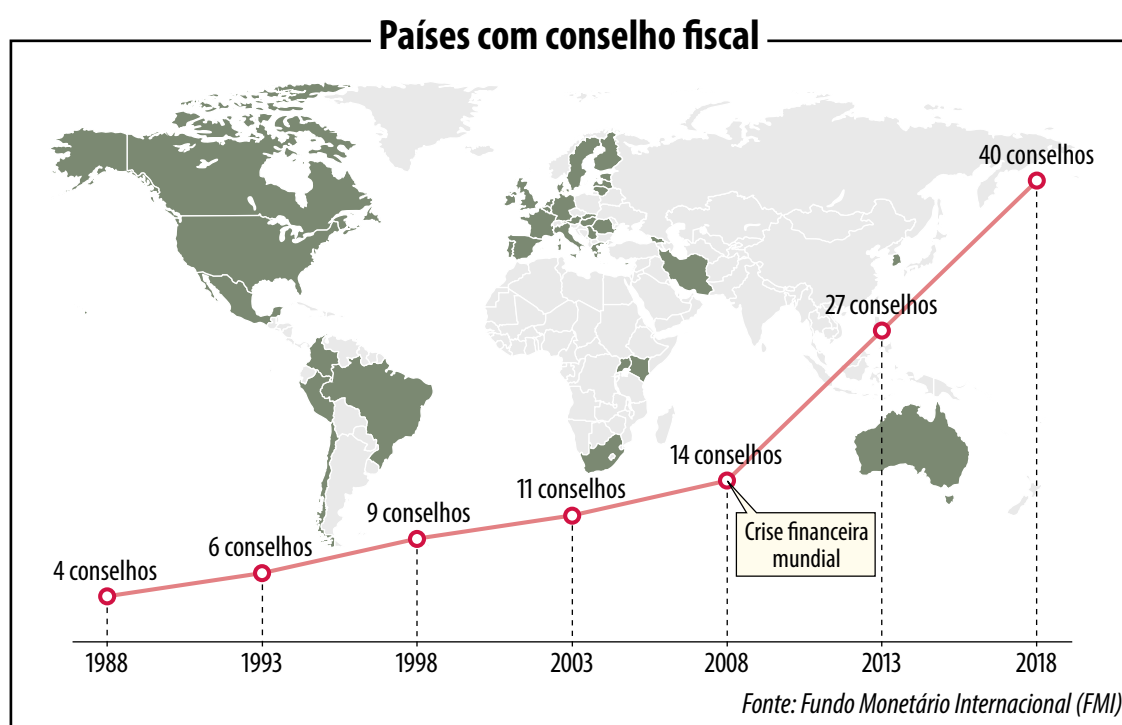 Países com conselho fiscal
40 conselhos
27 conselhos
14 conselhos
11 conselhos
9 conselhos
6 conselhos
4 conselhos
Crise financeira
mundial
1988 1993 1998 2003 2008 2013 2018
Fonte: Fundo Monetário Internacional (FMI)